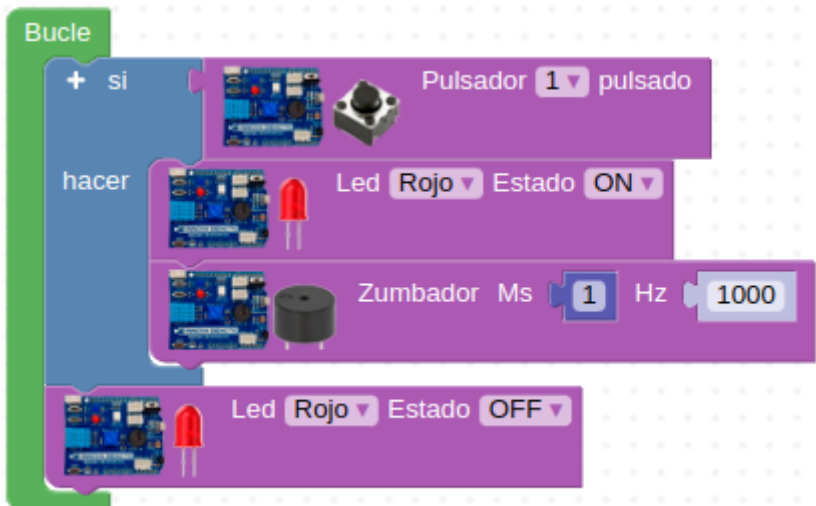 Bucle
+ si Pulsador 1 pulsado
hacer Led Rojo Estado ON
Zumbador Ms 1 Hz 1000
Led Rojo Estado OFF